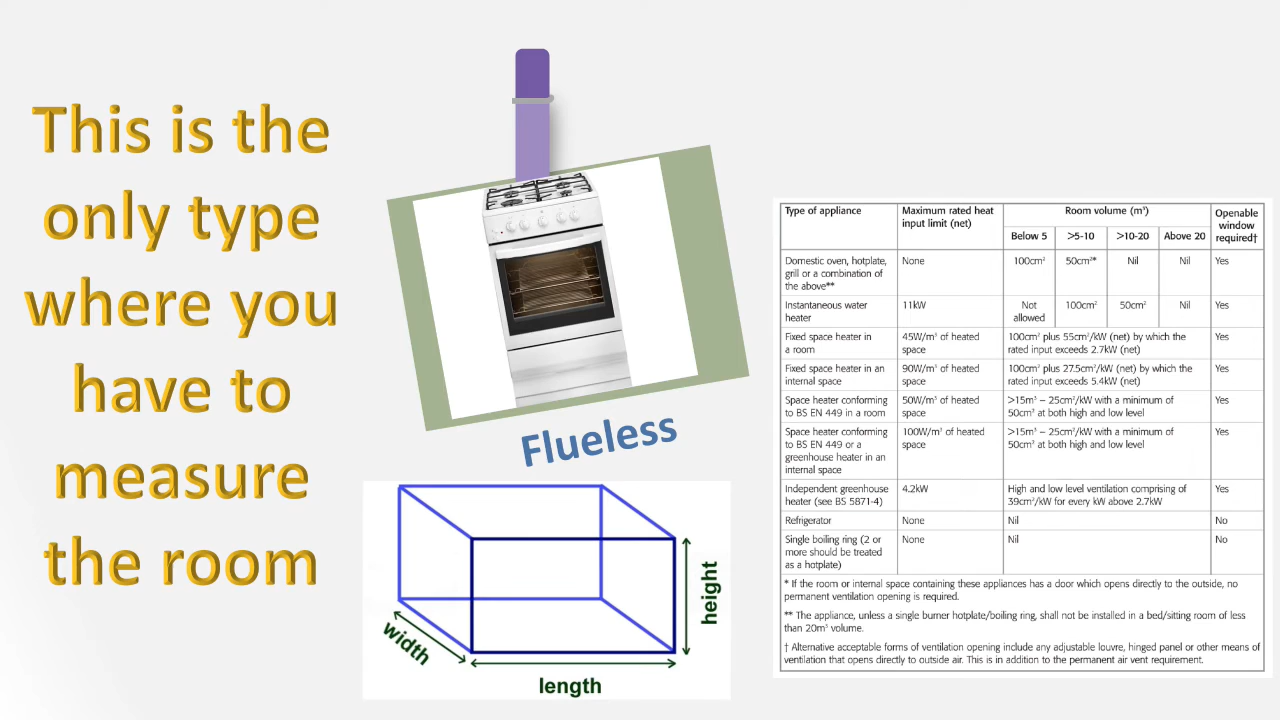 This is the
only type
where you
have to
measure
the room
Flueless
height
width
length
Type of appliance
Maximum rated heat
input limit (net)
Room volume (m³)
Openable
window
required†
Below 5
>5-10
>10-20
Above 20
Domestic oven, hotplate,
grill or a combination of
the above**
None
100cm²
50cm²*
Nil
Nil
Yes
Instantaneous water
heater
11kW
Not
allowed
100cm²
50cm²
Nil
Yes
Fixed space heater in
a room
45W/m³ of heated
space
100cm² plus 55cm²/kW (net) by which the
rated input exceeds 2.7kW (net)
Yes
Fixed space heater in an
internal space
90W/m³ of heated
space
100cm² plus 27.5cm²/kW (net) by which the
rated input exceeds 5.4kW (net)
Yes
Space heater conforming
to BS EN 449 in a room
50W/m³ of heated
space
>15m³ – 25cm²/kW with a minimum of
50cm² at both high and low level
Yes
Space heater conforming
to BS EN 449 or a
greenhouse heater in an
internal space
100W/m³ of heated
space
>15m³ – 25cm²/kW with a minimum of
50cm² at both high and low level
Yes
Independent greenhouse
heater (see BS 5871-4)
4.2kW
High and low level ventilation comprising of
39cm²/kW for every kW above 2.7kW
Yes
Refrigerator
None
Nil
No
Single boiling ring (2 or
more should be treated
as a hotplate)
None
Nil
No
* If the room or internal space containing these appliances has a door which opens directly to the outside, no
permanent ventilation opening is required.
** The appliance, unless a single burner hotplate/boiling ring, shall not be installed in a bed/sitting room of less
than 20m³ volume.
† Alternative acceptable forms of ventilation opening include any adjustable louvre, hinged panel or other means of
ventilation that opens directly to outside air. This is in addition to the permanent air vent requirement.